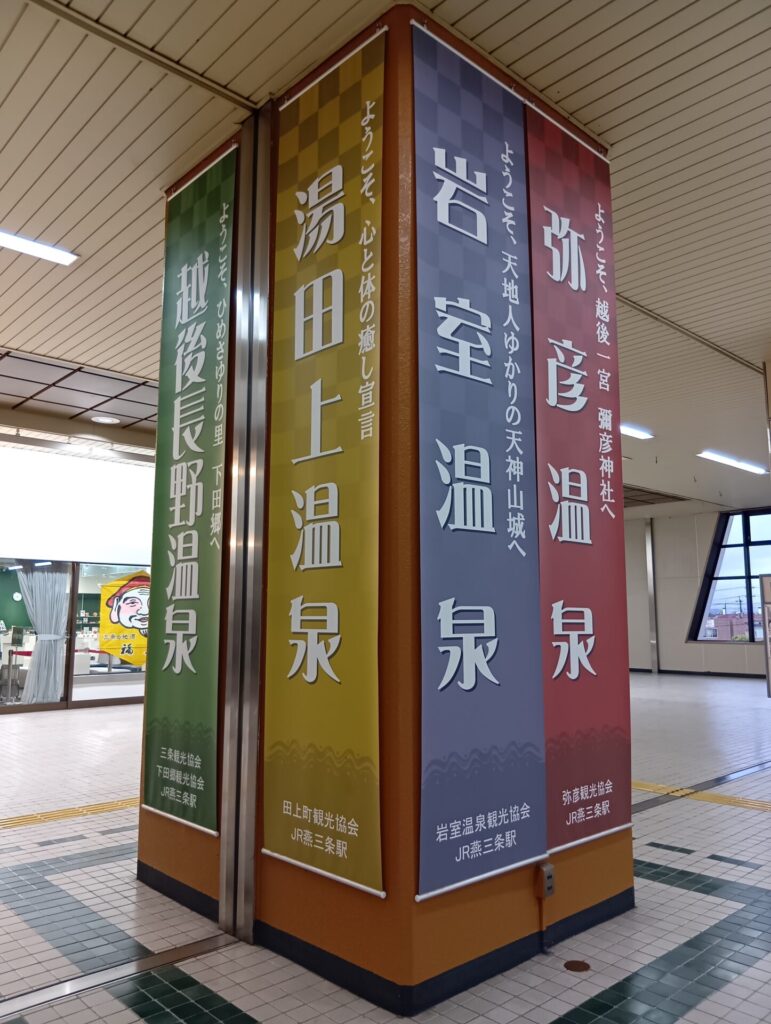 ようこそ、ひめさゆりの里 下田郷へ
越後長野温泉
三条観光協会
下田郷観光協会
JR燕三条駅
ようこそ、心と体の癒し宣言
湯田上温泉
田上町観光協会
JR燕三条駅
ようこそ、天地人ゆかりの天神山城へ
岩室温泉
岩室温泉観光協会
JR燕三条駅
ようこそ、越後一宮 彌彦神社へ
弥彦温泉
弥彦観光協会
JR燕三条駅
福